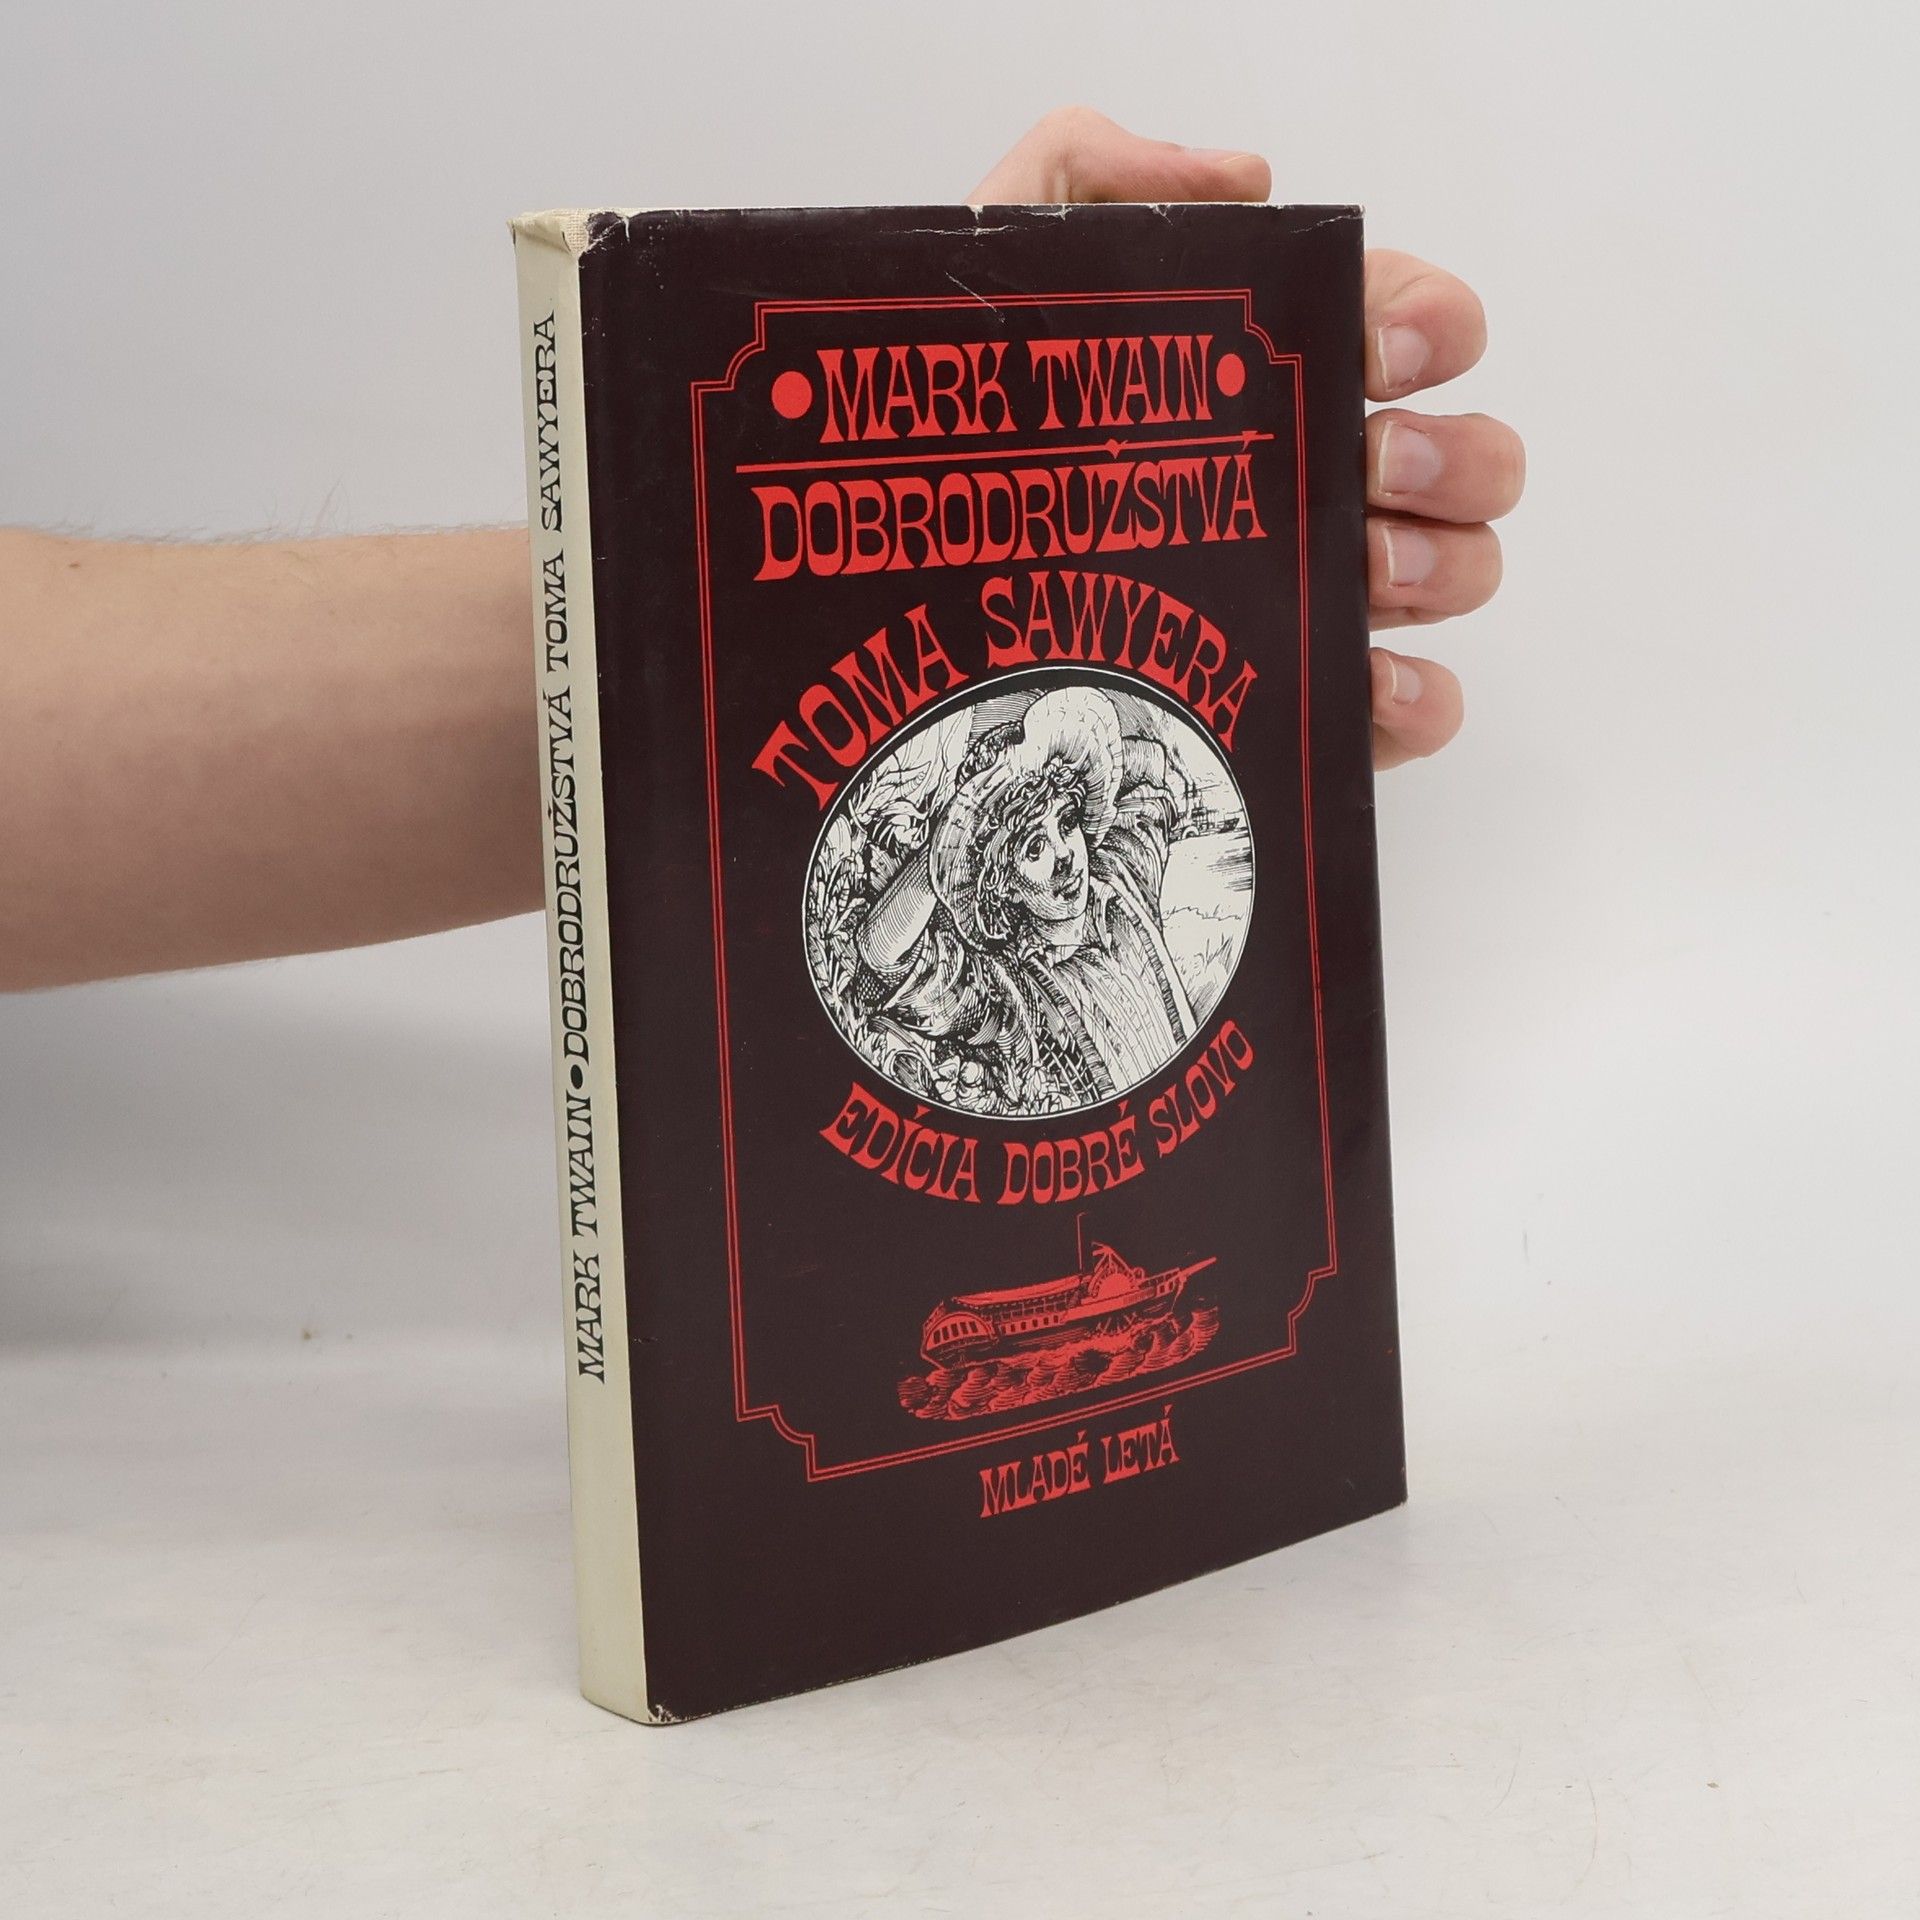 MARK TWAIN • DOBRODRUŽSTVÁ TOMA SAWYERA
• MARK TWAIN •
DOBRODRUŽSTVÁ
TOMA SAWYERA
EDÍCIA DOBRÉ SLOVO
MLADÉ LETÁ